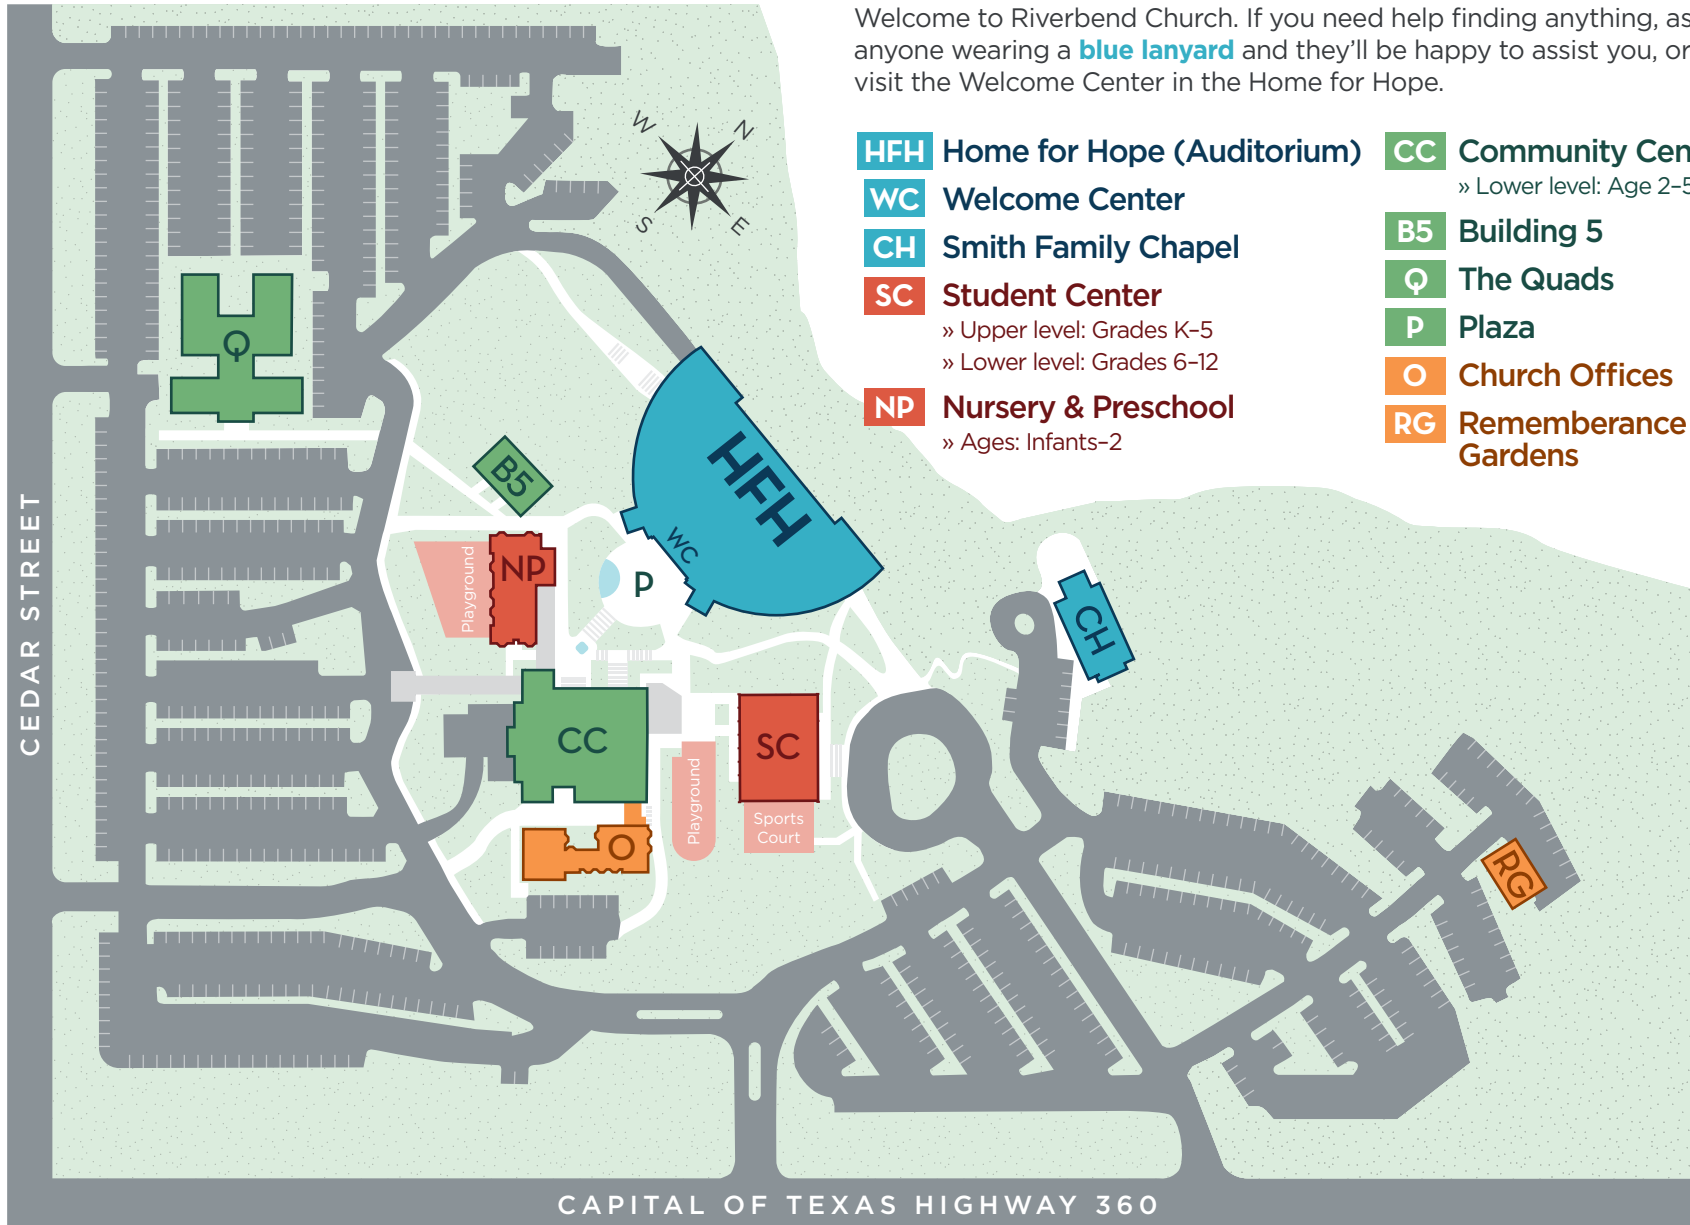 Welcome to Riverbend Church. If you need help finding anything, as
anyone wearing a blue lanyard and they'll be happy to assist you, or
visit the Welcome Center in the Home for Hope.
HFH Home for Hope (Auditorium)
WC Welcome Center
CH Smith Family Chapel
SC Student Center
» Upper level: Grades K–5
» Lower level: Grades 6–12
NP Nursery & Preschool
» Ages: Infants–2
CC Community Cen
» Lower level: Age 2–5
B5 Building 5
Q The Quads
P Plaza
O Church Offices
RG Rememberance
Gardens
W
N
S
E
Q
B5
HFH
WC
P
NP
Playground
CH
CC
SC
Playground
Sports
Court
O
RG
CEDAR STREET
CAPITAL OF TEXAS HIGHWAY 360